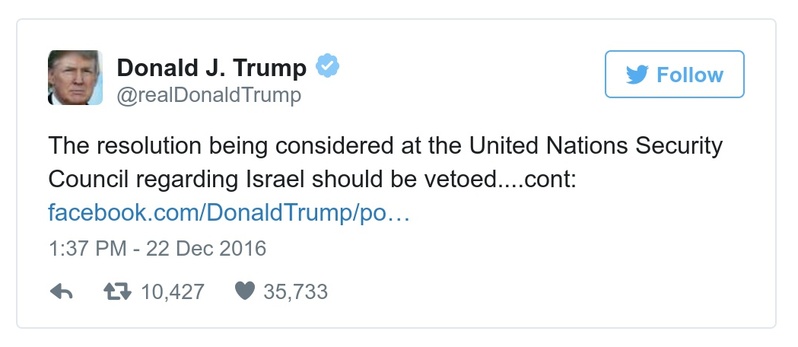 Donald J. Trump
Follow
@realDonaldTrump
The resolution being considered at the United Nations Security
Council regarding Israel should be vetoed....cont:
facebook.com/DonaldTrump/po…
1:37 PM - 22 Dec 2016
10,427 35,733